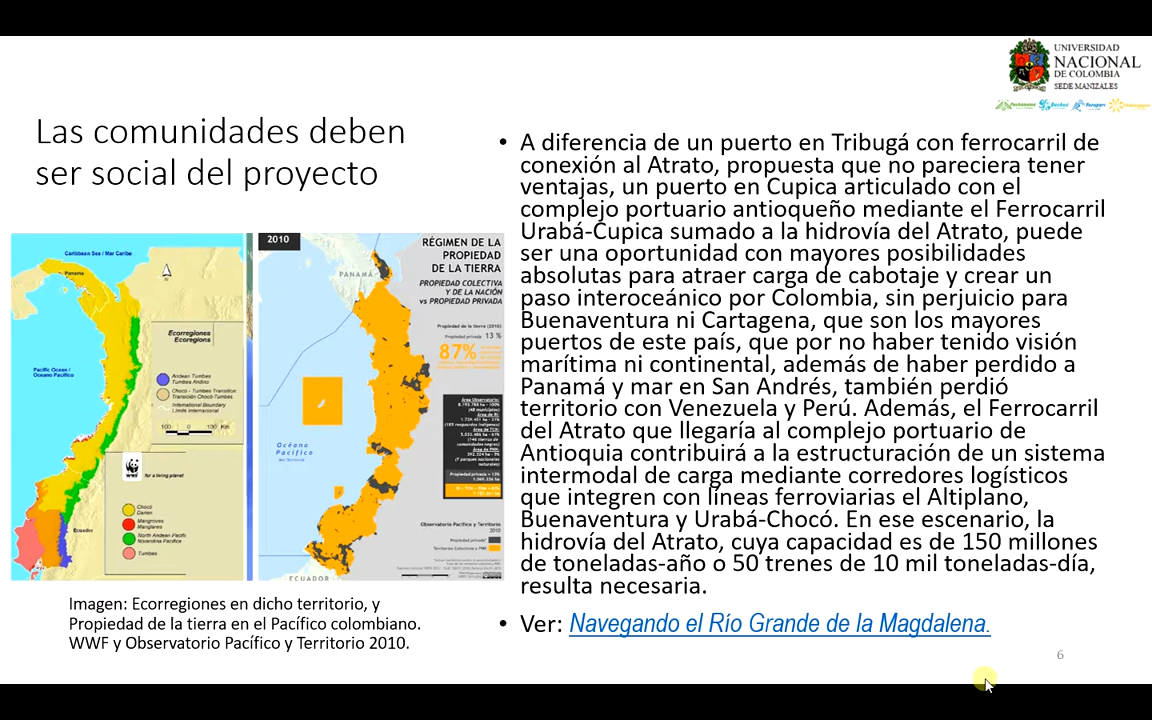 UNIVERSIDAD
NACIONAL
DE COLOMBIA
SEDE MANIZALES
Las comunidades deben
ser social del proyecto
• A diferencia de un puerto en Tribugá con ferrocarril de
conexión al Atrato, propuesta que no pareciera tener
ventajas, un puerto en Cupica articulado con el
complejo portuario antioqueño mediante el Ferrocarril
Urabá-Cupica sumado a la hidrovía del Atrato, puede
ser una oportunidad con mayores posibilidades
absolutas para atraer carga de cabotaje y crear un
paso interoceánico por Colombia, sin perjuicio para
Buenaventura ni Cartagena, que son los mayores
puertos de este país, que por no haber tenido visión
marítima ni continental, además de haber perdido a
Panamá y mar en San Andrés, también perdió
territorio con Venezuela y Perú. Además, el Ferrocarril
del Atrato que llegaría al complejo portuario de
Antioquia contribuirá a la estructuración de un sistema
intermodal de carga mediante corredores logísticos
que integren con líneas ferroviarias el Altiplano,
Buenaventura y Urabá-Chocó. En ese escenario, la
hidrovía del Atrato, cuya capacidad es de 150 millones
de toneladas-año o 50 trenes de 10 mil toneladas-día,
resulta necesaria.
• Ver: Navegando el Río Grande de la Magdalena.
Caribbean Sea / Mar Caribe
Panama
Ecorregiones
Ecoregions
Pacific Ocean /
Oceano Pacífico
Andean Tumbes
Tumbes Andino
Chocó - Tumbes Transition
Transición Chocó-Tumbes
International Boundary
Límite Internacional
100 0 100 Km
WWF
for a living planet
Ecuador
Chocó
Darien
Mangroves
Manglares
North Andean Pacific
Norandina Pacífico
Tumbes
2010
RÉGIMEN DE LA
PROPIEDAD
DE LA TIERRA
PROPIEDAD COLECTIVA
Y DE LA NACIÓN
vs PROPIEDAD PRIVADA
PANAMÁ
Propiedad de la tierra (2010)
Propiedad privada 13 %
87%
Océano
Pacífico
Mar Territorial
Observatorio Pacífico y Territorio
2010
Propiedad privada
Territorios Colectivos y PNN
ECUADOR
Imagen: Ecorregiones en dicho territorio, y
Propiedad de la tierra en el Pacífico colombiano.
WWF y Observatorio Pacífico y Territorio 2010.
6